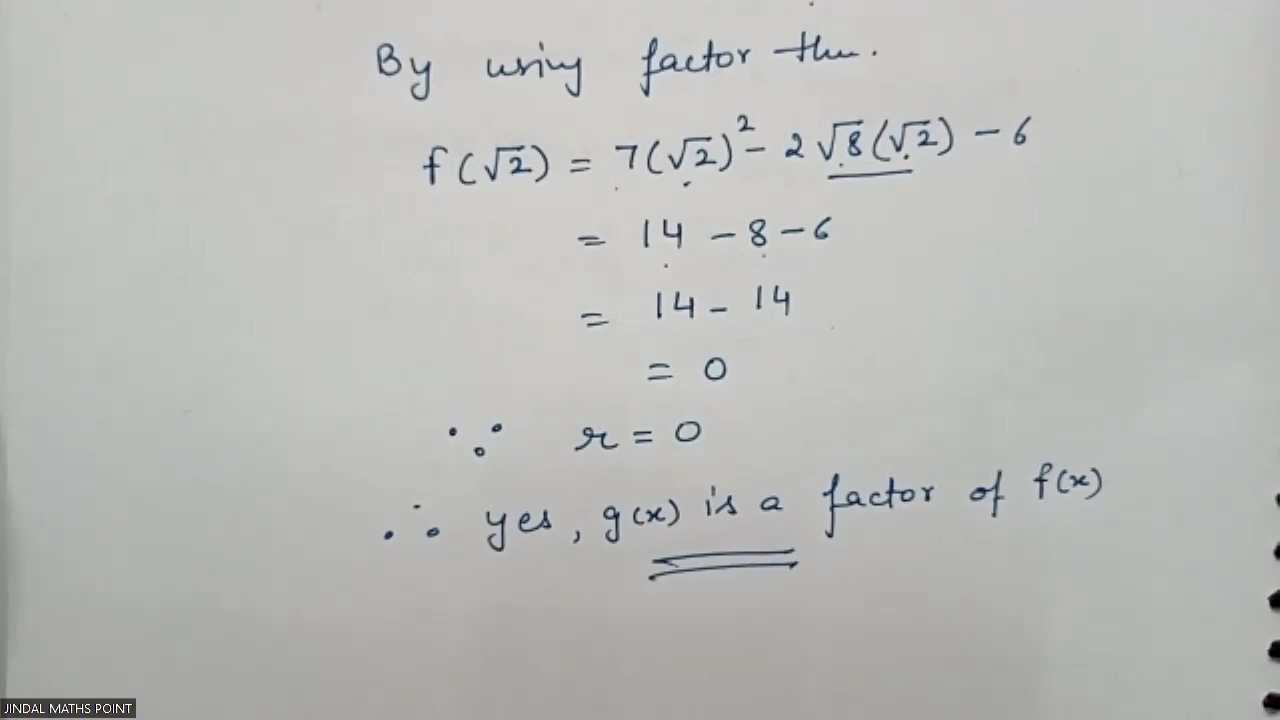 By using factor thm.
f(√2) = 7(√2)² - 2√8(√2) - 6
= 14 - 8 - 6
= 14 - 14
= 0
∵ r = 0
∴ yes, g(x) is a factor of f(x)
JINDAL MATHS POINT